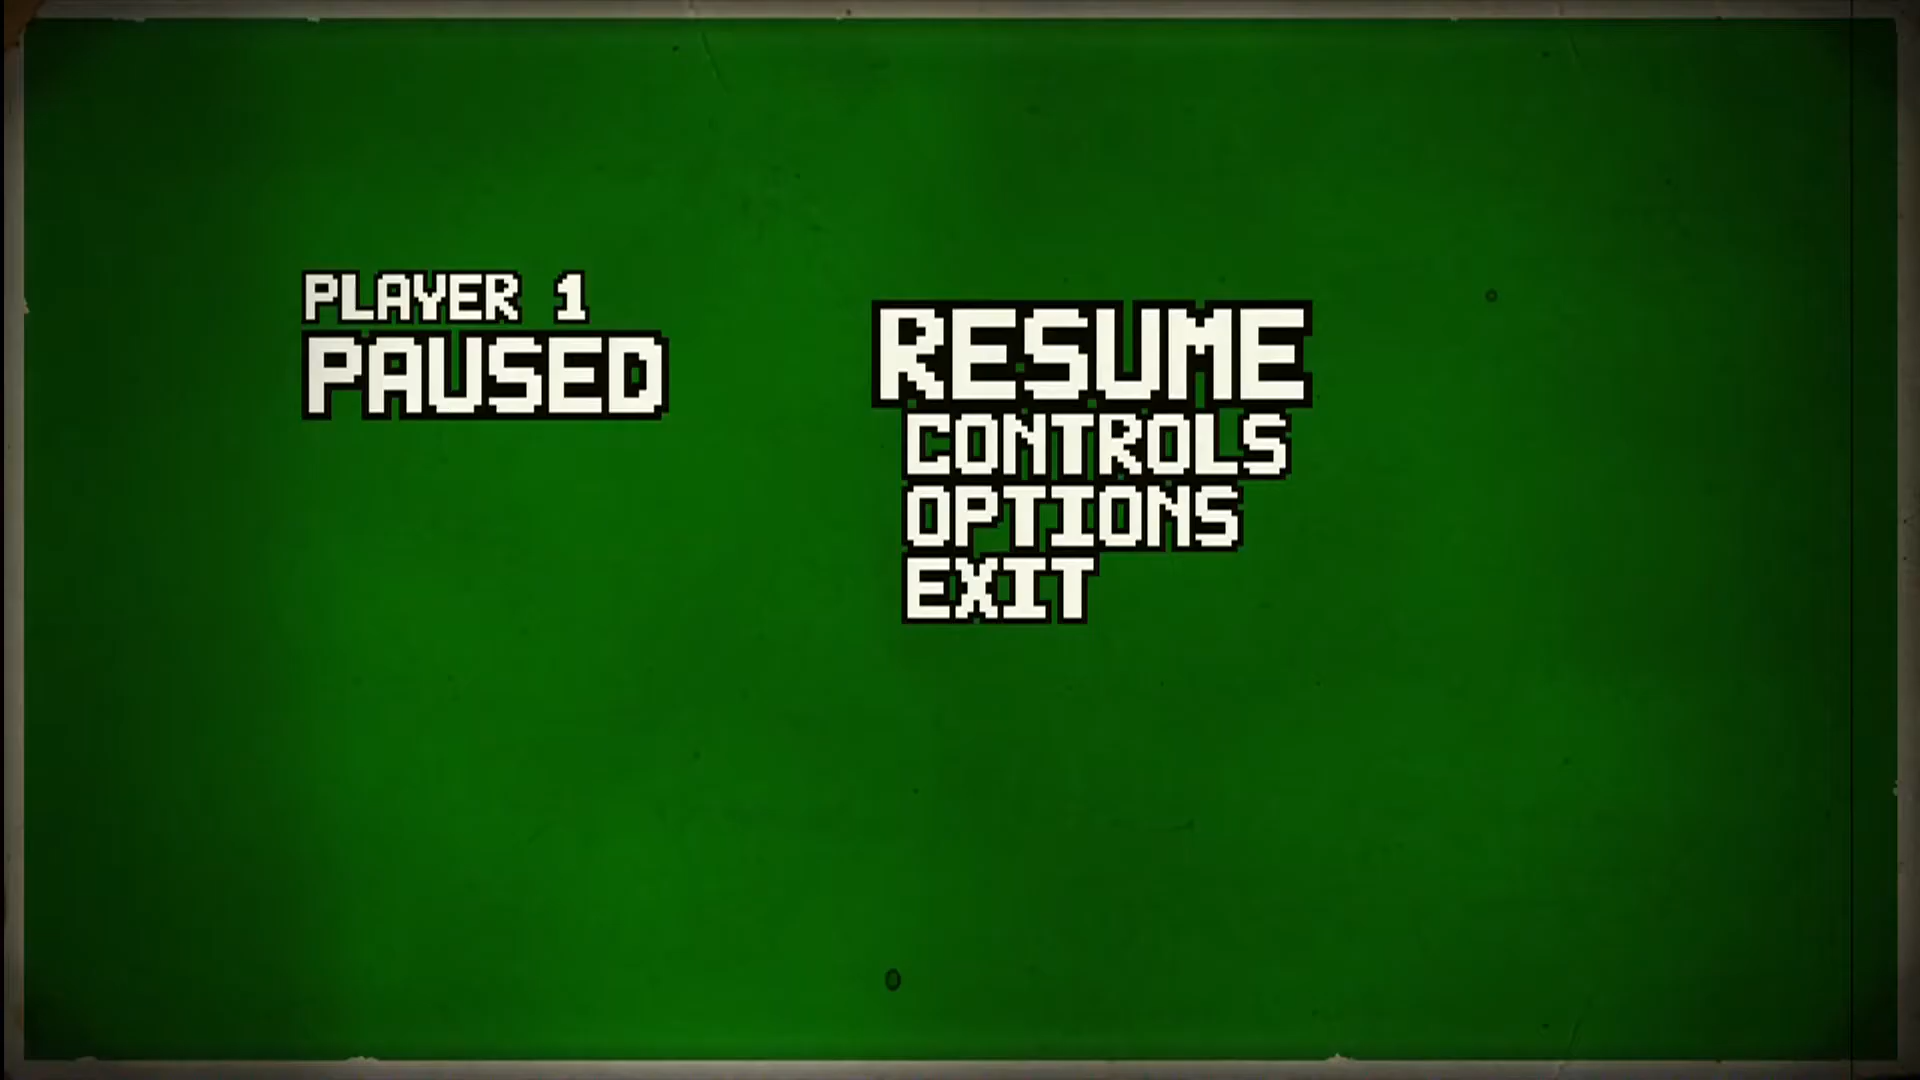 PLAYER 1
PAUSED
RESUME
CONTROLS
OPTIONS
EXIT